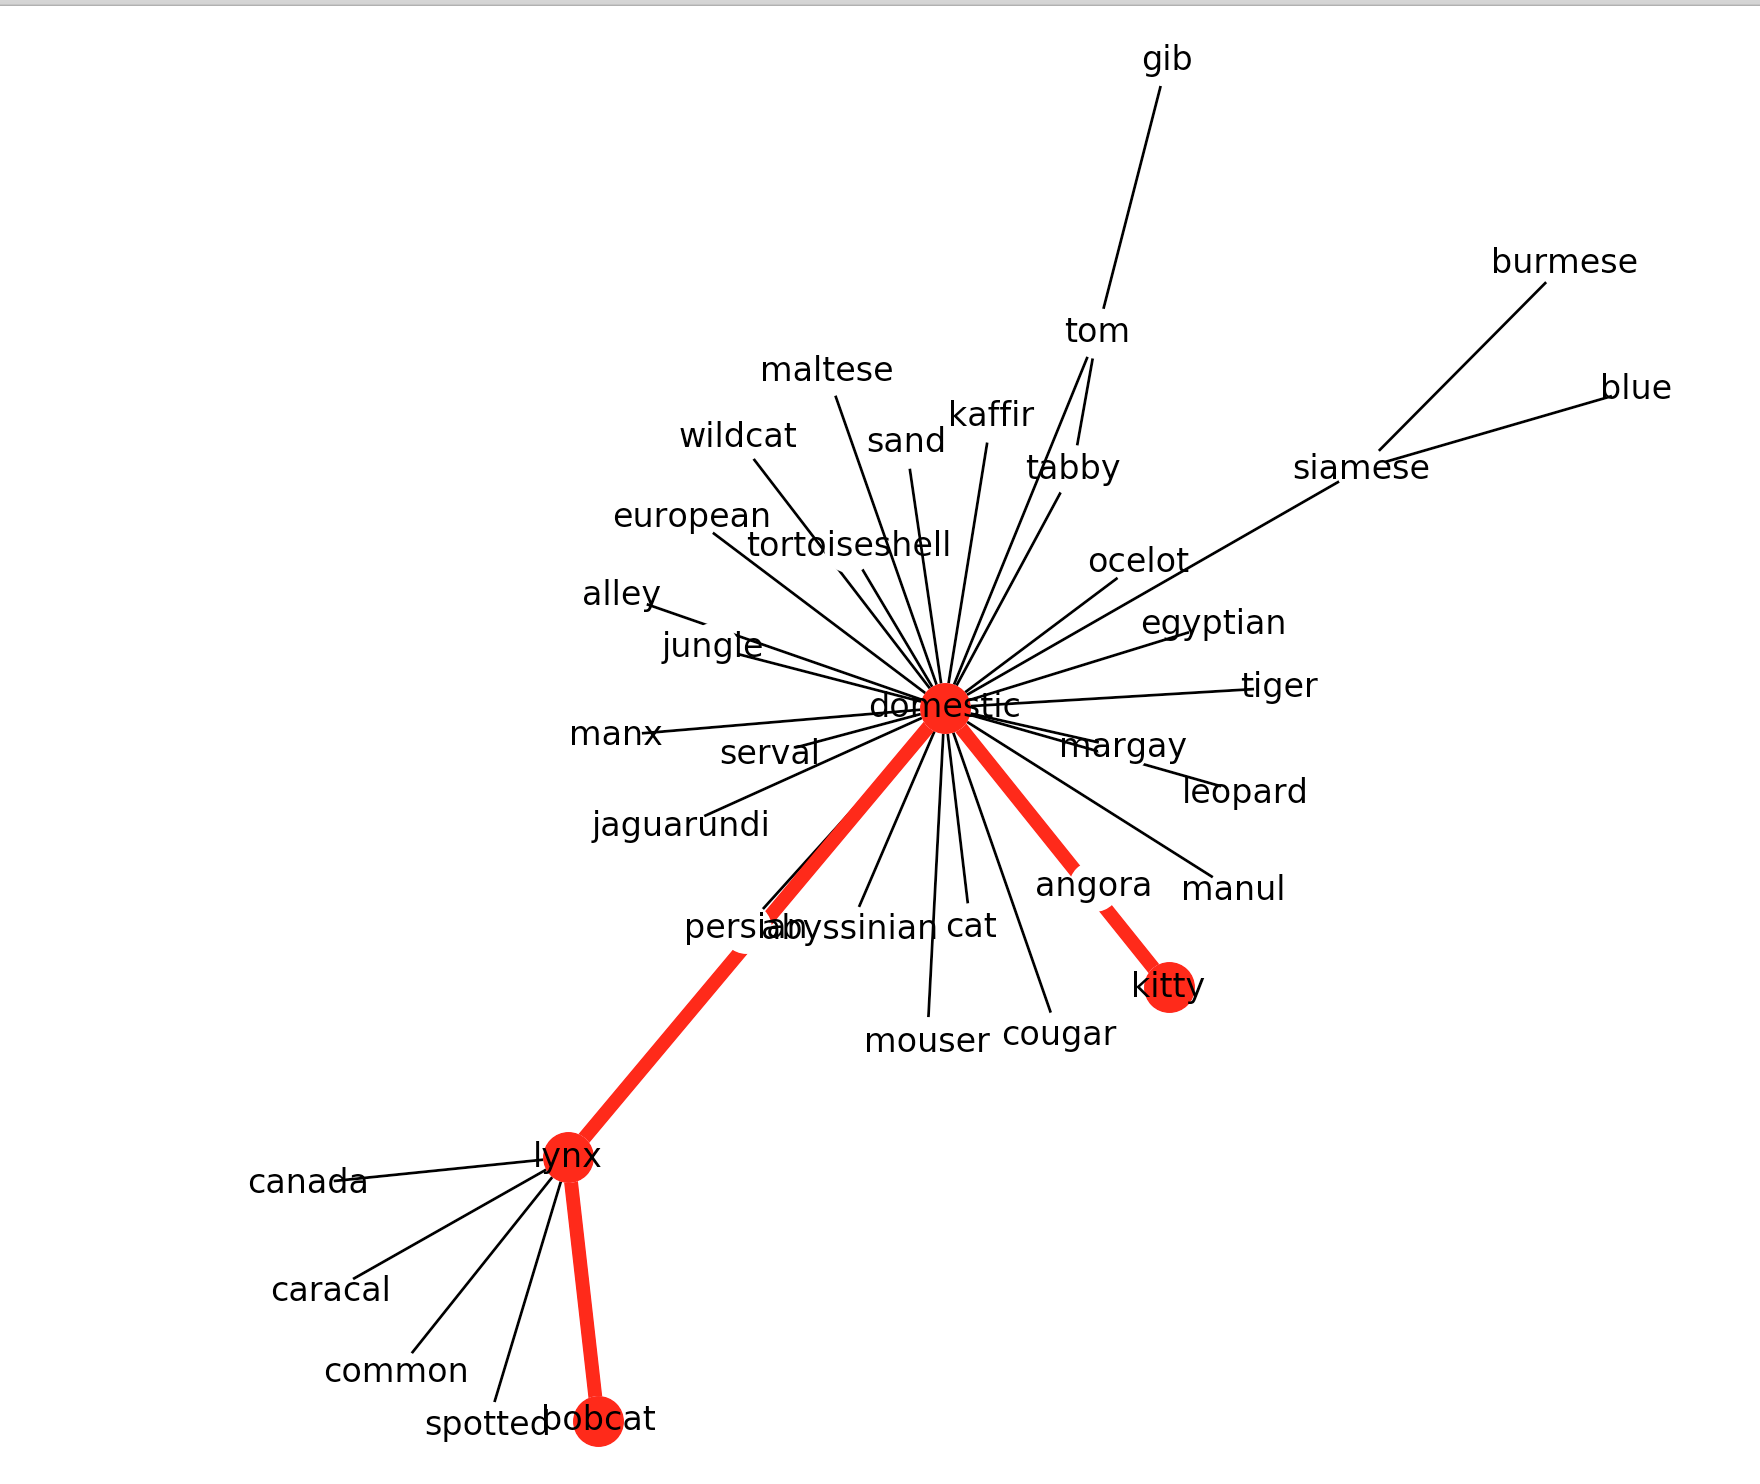 gib
burmese
tom
maltese
blue
kaffir
wildcat
sand
tabby
siamese
european
tortoiseshell
ocelot
alley
egyptian
jungle
tiger
domestic
manx
serval
margay
leopard
jaguarundi
angora
manul
persian
abyssinian
cat
kitty
mouser
cougar
lynx
canada
caracal
common
spotted
bobcat